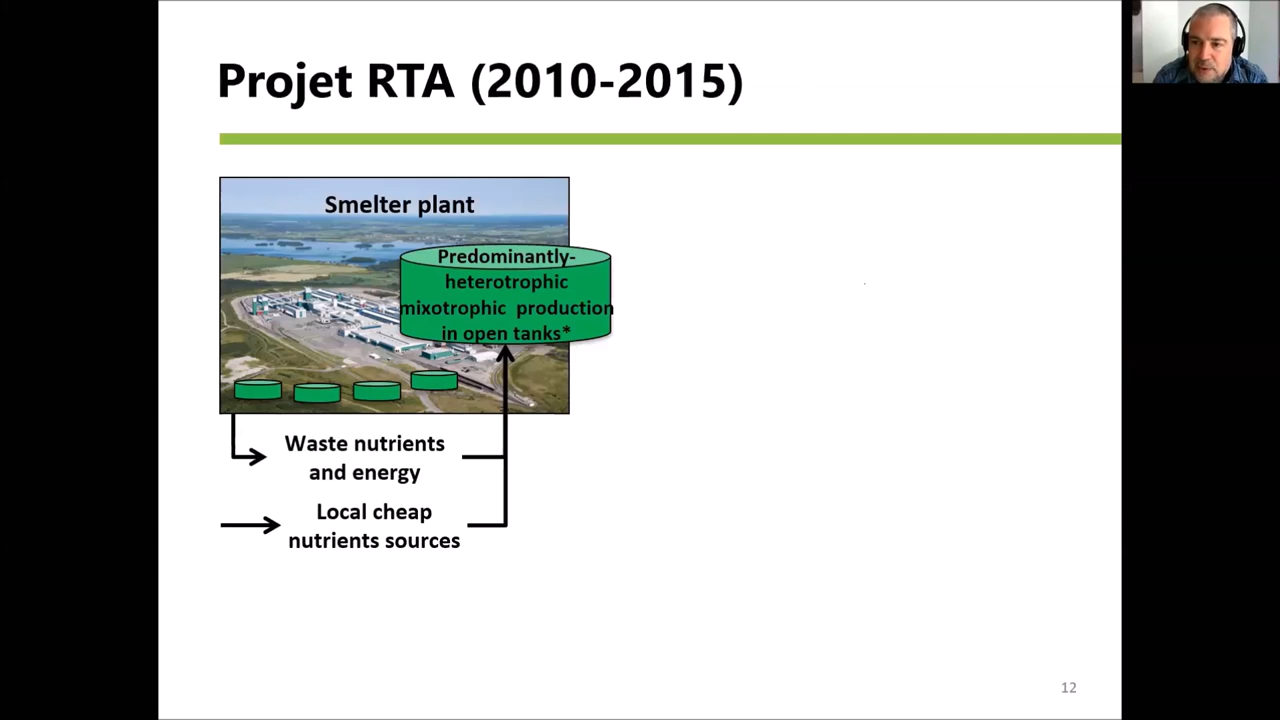 Projet RTA (2010-2015)
Smelter plant
Predominantly-
heterotrophic
mixotrophic production
in open tanks*
Waste nutrients
and energy
Local cheap
nutrients sources
12